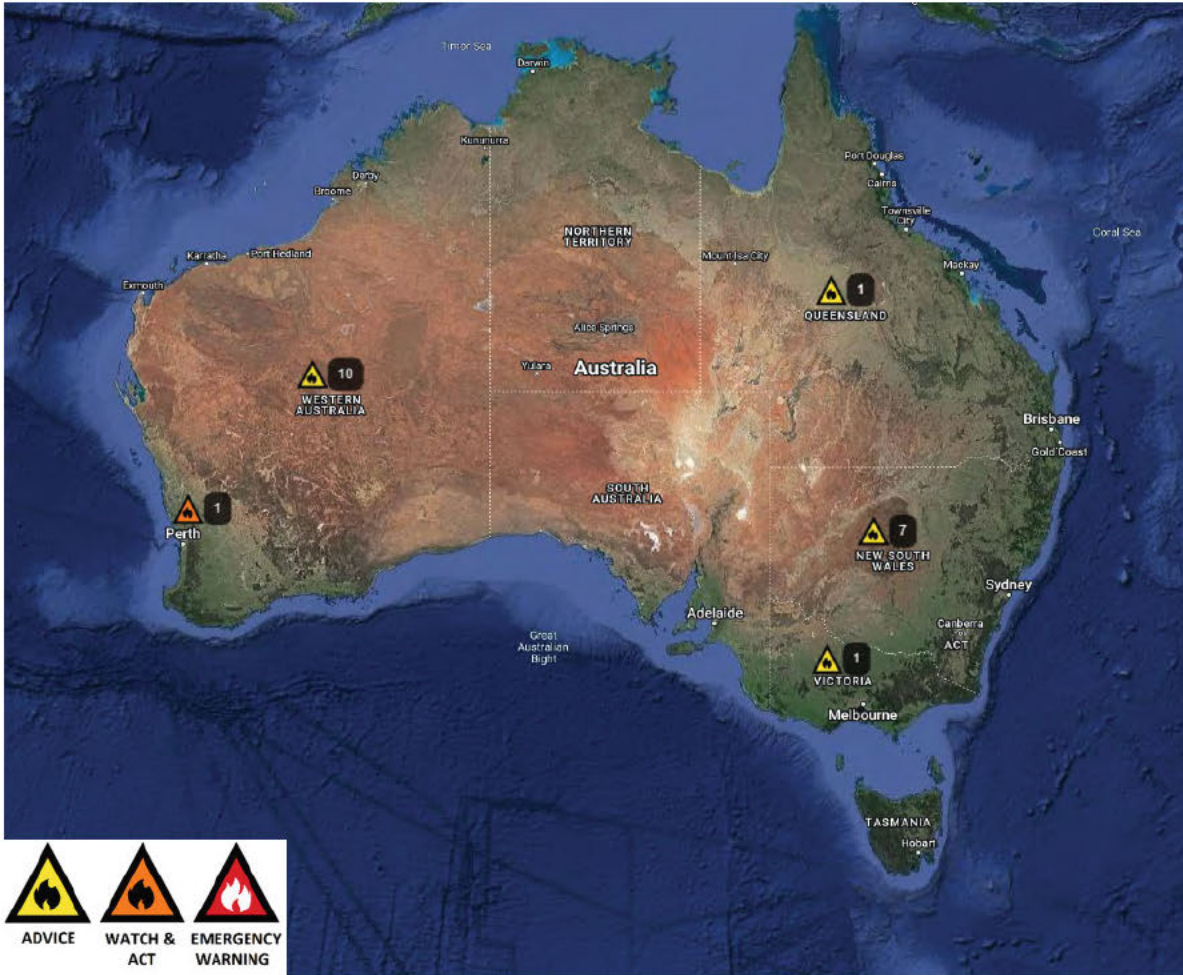 Timor Sea
Darwin
Kununurra
Port Douglas
Derby
Cairns
Broome
Townsville
City
NORTHERN
TERRITORY
Coral Sea
Karratha
Port Hedland
Mount Isa City
Mackay
Exmouth
1
QUEENSLAND
Alice Springs
Yulara
Australia
10
WESTERN
AUSTRALIA
Brisbane
Gold Coast
SOUTH
AUSTRALIA
1
Perth
7
NEW SOUTH
WALES
Sydney
Adelaide
Canberra
ACT
Great
Australian
Bight
1
VICTORIA
Melbourne
TASMANIA
Hobart
ADVICE
WATCH &
ACT
EMERGENCY
WARNING